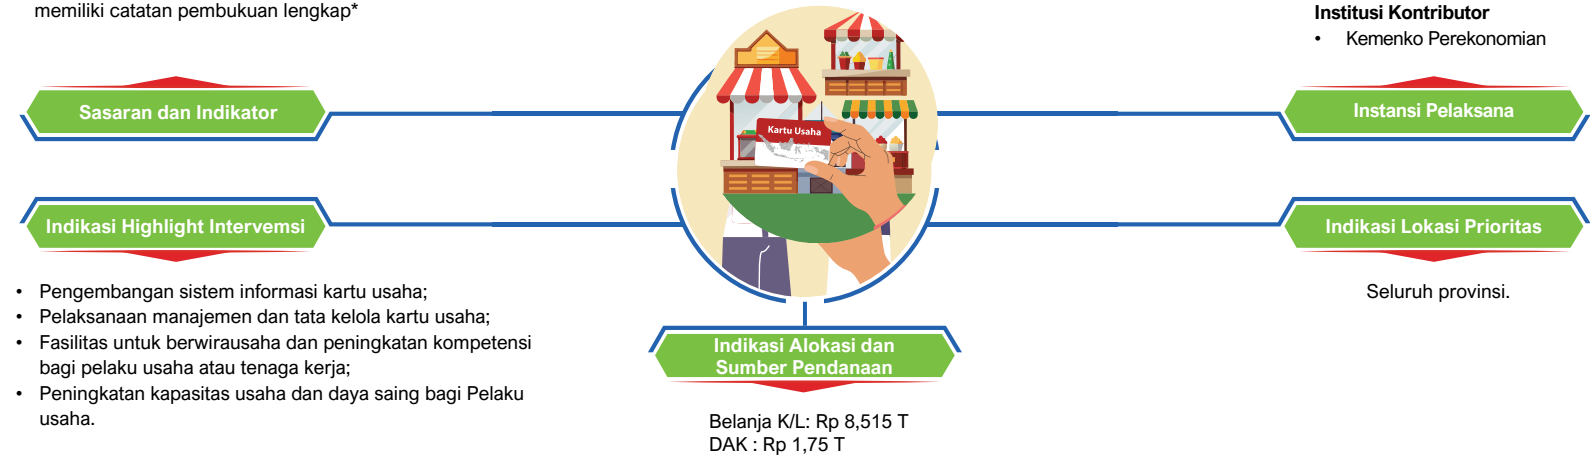 memiliki catatan pembukuan lengkap*
Institusi Kontributor
• Kemenko Perekonomian
Sasaran dan Indikator
Instansi Pelaksana
Kartu Usaha
Indikasi Highlight Intervemsi
Indikasi Lokasi Prioritas
• Pengembangan sistem informasi kartu usaha;
• Pelaksanaan manajemen dan tata kelola kartu usaha;
• Fasilitas untuk berwirausaha dan peningkatan kompetensi
bagi pelaku usaha atau tenaga kerja;
• Peningkatan kapasitas usaha dan daya saing bagi Pelaku
usaha.
Seluruh provinsi.
Indikasi Alokasi dan
Sumber Pendanaan
Belanja K/L: Rp 8,515 T
DAK : Rp 1,75 T